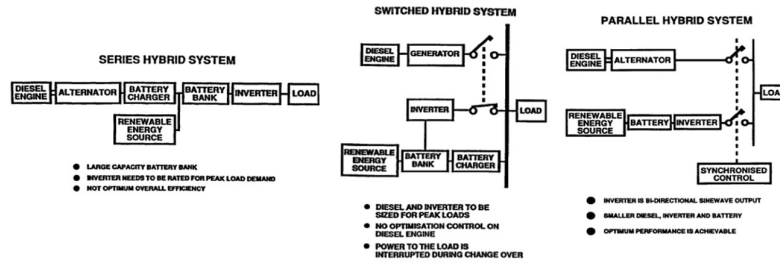 SERIES HYBRID SYSTEM
DIESEL
ENGINE
ALTERNATOR
BATTERY
CHARGER
BATTERY
BANK
INVERTER
LOAD
RENEWABLE
ENERGY
SOURCE
LARGE CAPACITY BATTERY BANK
INVERTER NEEDS TO BE RATED FOR PEAK LOAD DEMAND
NOT OPTIMUM OVERALL EFFICIENCY
SWITCHED HYBRID SYSTEM
DIESEL
ENGINE
GENERATOR
INVERTER
LOAD
RENEWABLE
ENERGY
SOURCE
BATTERY
BANK
BATTERY
CHARGER
DIESEL AND INVERTER TO BE
SIZED FOR PEAK LOADS
NO OPTIMISATION CONTROL ON
DIESEL ENGINE
POWER TO THE LOAD IS
INTERRUPTED DURING CHANGE OVER
PARALLEL HYBRID SYSTEM
DIESEL
ENGINE
ALTERNATOR
LOA
RENEWABLE
ENERGY
SOURCE
BATTERY
INVERTER
SYNCHRONISED
CONTROL
INVERTER IS BI-DIRECTIONAL SINEWAVE OUTPUT
SMALLER DIESEL, INVERTER AND BATTERY
OPTIMUM PERFORMANCE IS ACHIEVABLE